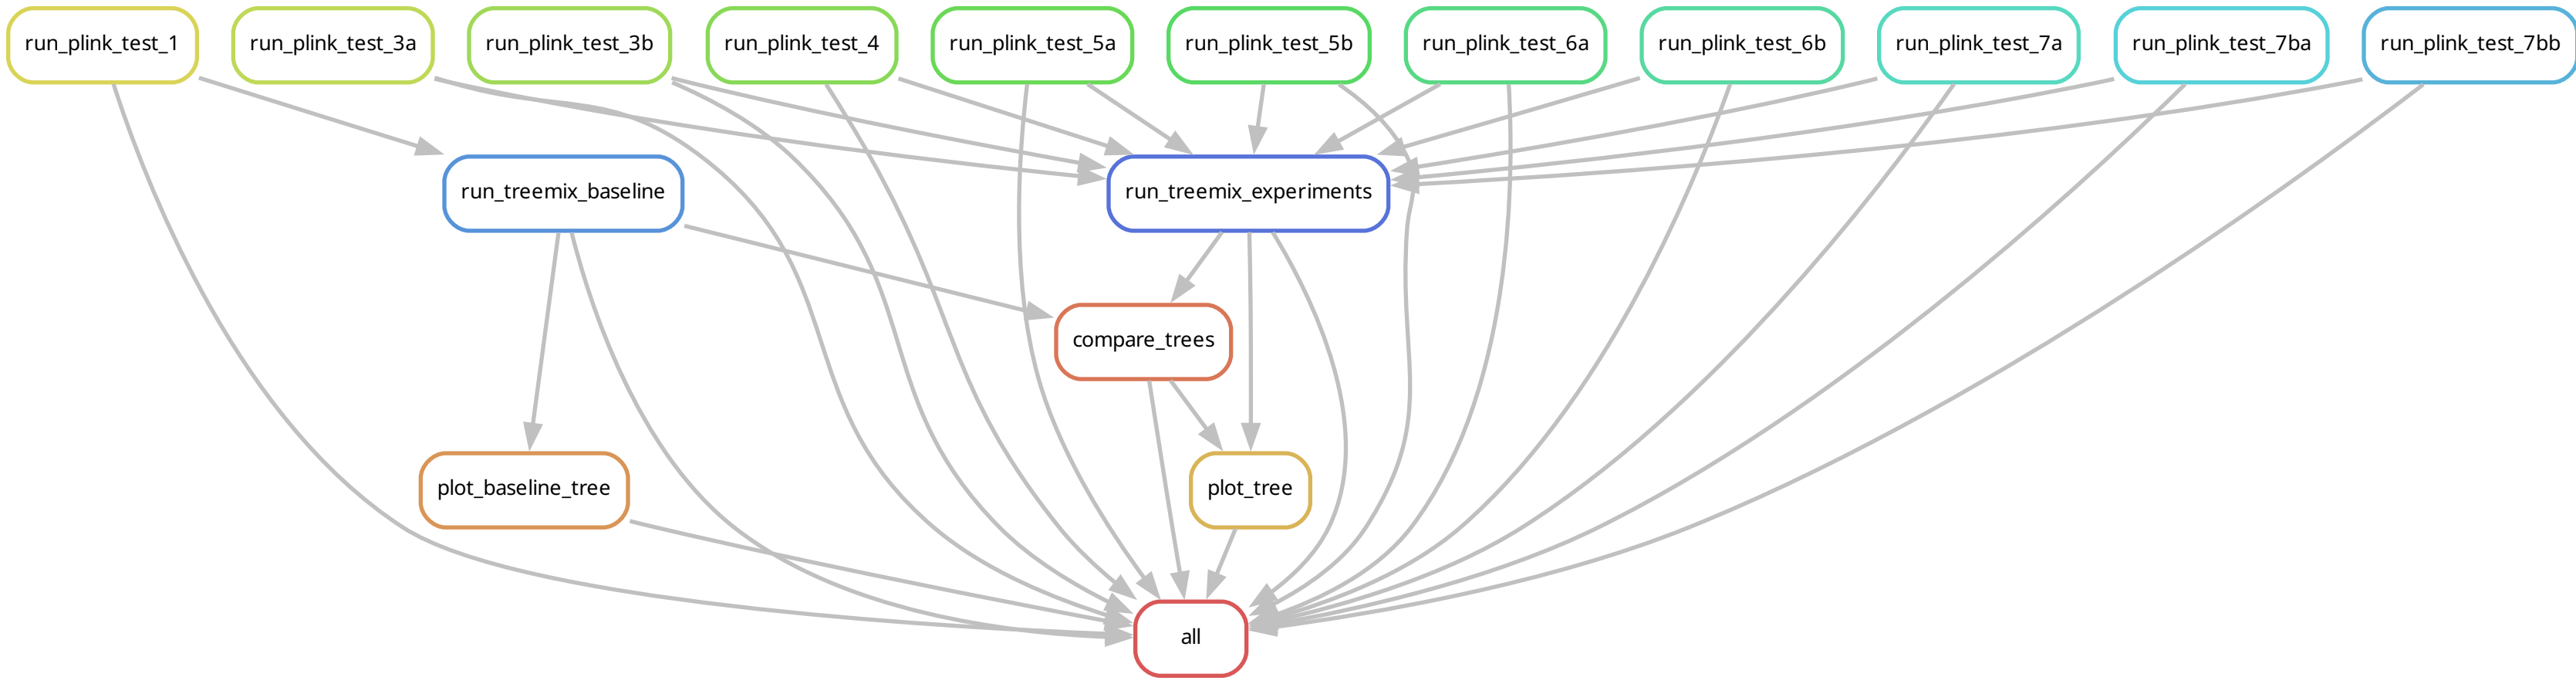 run_plink_test_1
run_plink_test_3a
run_plink_test_3b
run_plink_test_4
run_plink_test_5a
run_plink_test_5b
run_plink_test_6a
run_plink_test_6b
run_plink_test_7a
run_plink_test_7ba
run_plink_test_7bb
run_treemix_baseline
run_treemix_experiments
compare_trees
plot_baseline_tree
plot_tree
all